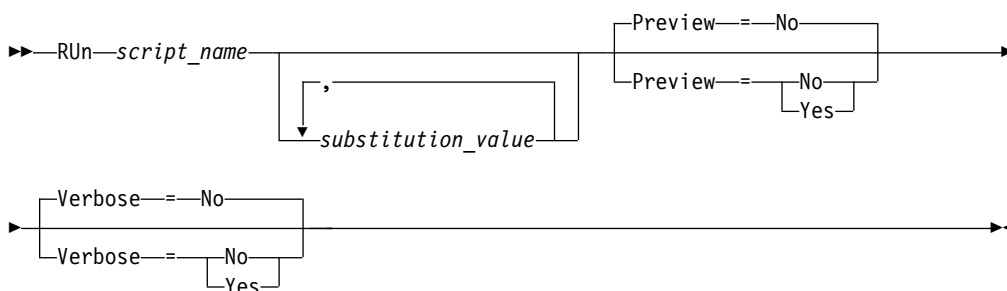 Preview = No
RUn script_name
Preview = No
,
Yes
substitution_value
Verbose = No
Verbose = No
Yes